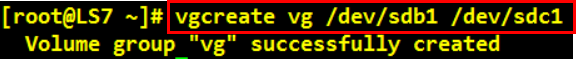 [root@LS7 ~]# vgcreate vg /dev/sdb1 /dev/sdc1
Volume group "vg" successfully created